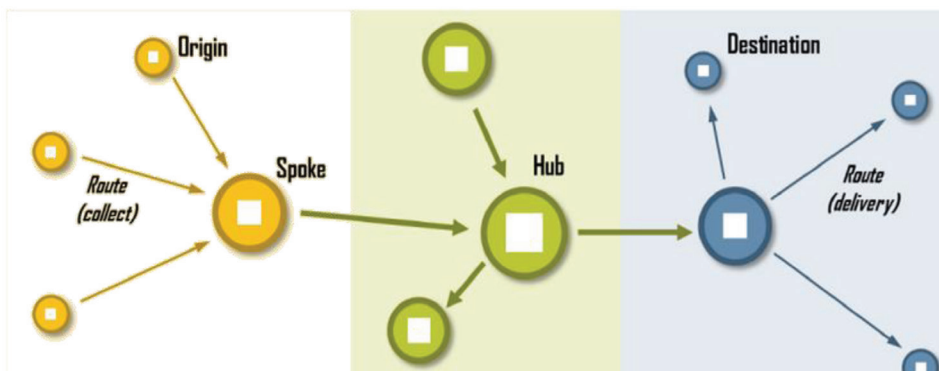 Origin
Destination
Spoke
Hub
Route
(collect)
Route
(delivery)